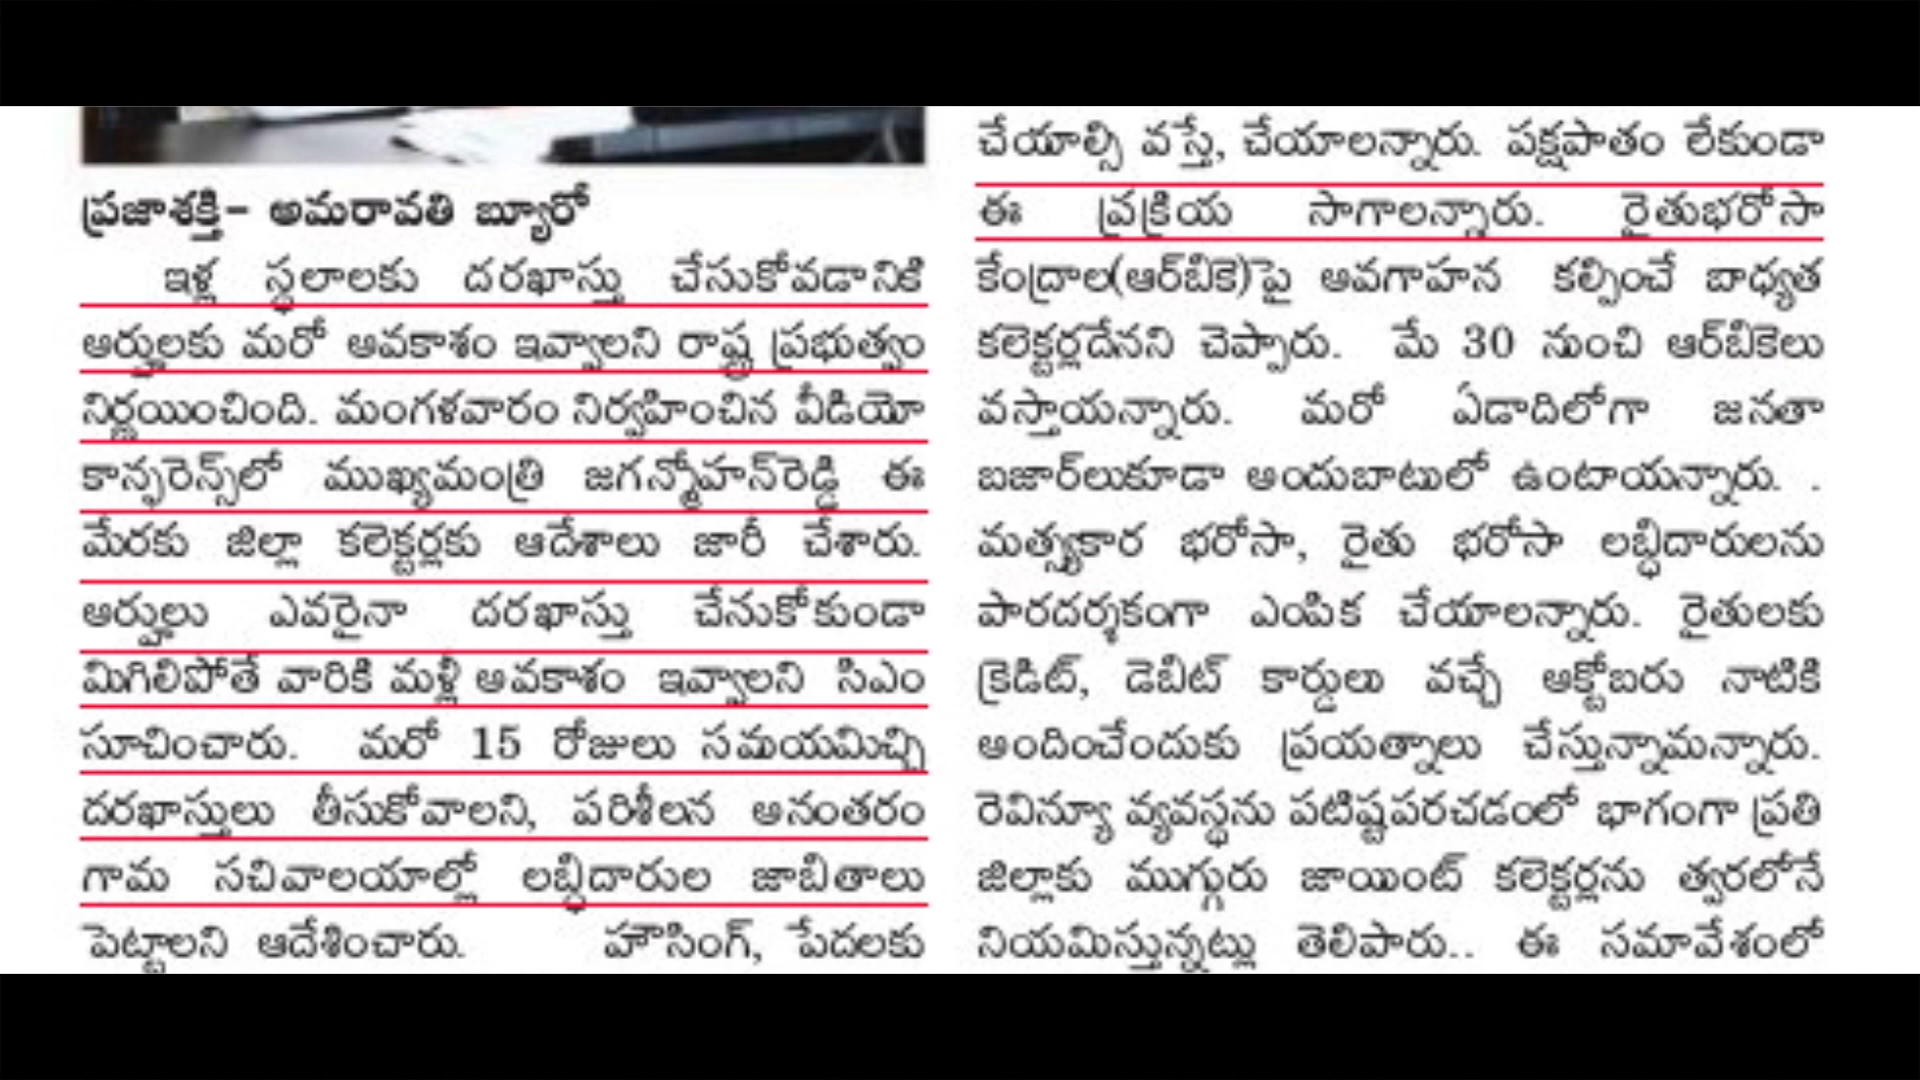 ప్రజాశక్తి- అమరావతి బ్యూరో
ఇళ్ల స్థలాలకు దరఖాస్తు చేసుకోవడానికి
ఆర్హులకు మరో అవకాశం ఇవ్వాలని రాష్ట్ర ప్రభుత్వం
నిర్ణయించింది. మంగళవారం నిర్వహించిన వీడియో
కాన్ఫరెన్స్‌లో ముఖ్యమంత్రి జగన్మోహన్‌రెడ్డి ఈ
మేరకు జిల్లా కలెక్టర్లకు ఆదేశాలు జారీ చేశారు.
ఆర్హులు ఎవరైనా దరఖాస్తు చేసుకోకుండా
మిగిలిపోతే వారికి మళ్లీ అవకాశం ఇవ్వాలని సిఎం
సూచించారు. మరో 15 రోజులు సమయమిచ్చి
దరఖాస్తులు తీసుకోవాలని, పరిశీలన అనంతరం
గామ సచివాలయాల్లో లబ్ధిదారుల జాబితాలు
పెట్టాలని ఆదేశించారు. హౌసింగ్, పేదలకు
చేయాల్సి వస్తే, చేయాలన్నారు. పక్షపాతం లేకుండా
ఈ ప్రక్రియ సాగాలన్నారు. రైతుభరోసా
కేంద్రాల(ఆర్‌బికె)పై అవగాహన కల్పించే బాధ్యత
కలెక్టర్లదేనని చెప్పారు. మే 30 నుంచి ఆర్‌బికెలు
వస్తాయన్నారు. మరో ఏడాదిలోగా జనతా
బజార్‌లుకూడా అందుబాటులో ఉంటాయన్నారు. .
మత్స్యకార భరోసా, రైతు భరోసా లబ్ధిదారులను
పారదర్శకంగా ఎంపిక చేయాలన్నారు. రైతులకు
క్రెడిట్, డెబిట్ కార్డులు వచ్చే ఆక్టోబరు నాటికి
అందించేందుకు ప్రయత్నాలు చేస్తున్నామన్నారు.
రెవిన్యూ వ్యవస్థను పటిష్టపరచడంలో భాగంగా ప్రతి
జిల్లాకు ముగ్గురు జాయింట్ కలెక్టర్లను త్వరలోనే
నియమిస్తున్నట్లు తెలిపారు.. ఈ సమావేశంలో